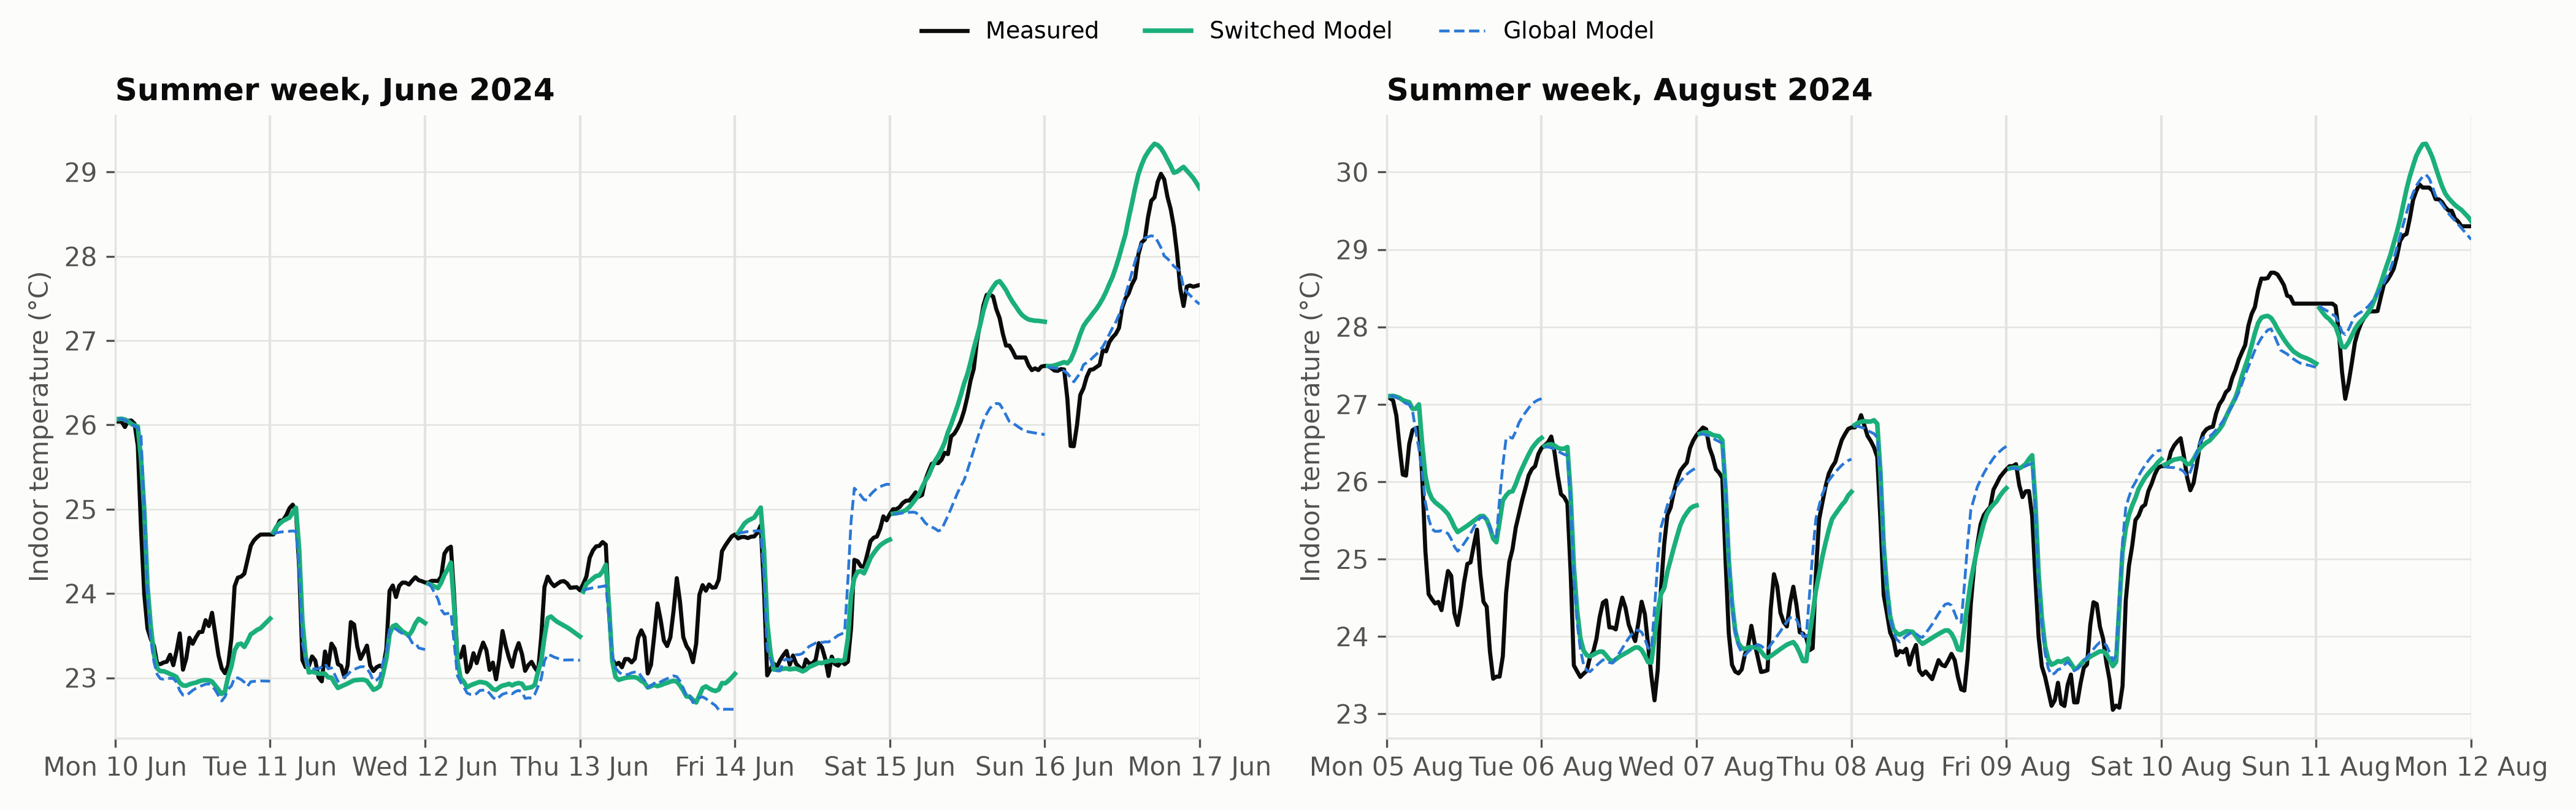 Measured Switched Model Global Model
Summer week, June 2024
Indoor temperature (°C)
29
28
27
26
25
24
23
Mon 10 Jun Tue 11 Jun Wed 12 Jun Thu 13 Jun Fri 14 Jun Sat 15 Jun Sun 16 Jun Mon 17 Jun
Summer week, August 2024
Indoor temperature (°C)
30
29
28
27
26
25
24
23
Mon 05 Aug Tue 06 Aug Wed 07 Aug Thu 08 Aug Fri 09 Aug Sat 10 Aug Sun 11 Aug Mon 12 Aug